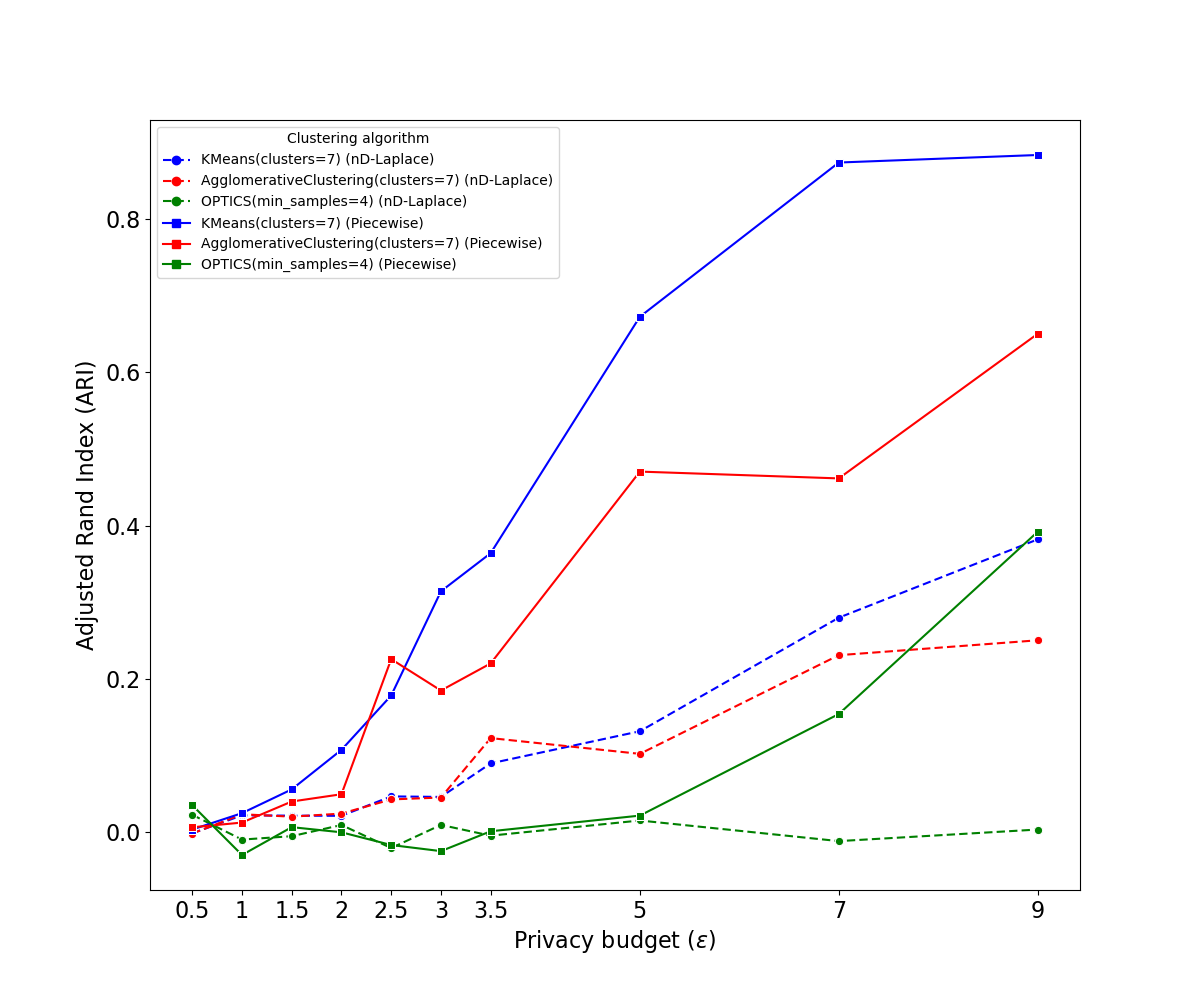 Clustering algorithm
KMeans(clusters=7) (nD-Laplace)
AgglomerativeClustering(clusters=7) (nD-Laplace)
OPTICS(min_samples=4) (nD-Laplace)
KMeans(clusters=7) (Piecewise)
AgglomerativeClustering(clusters=7) (Piecewise)
OPTICS(min_samples=4) (Piecewise)
Adjusted Rand Index (ARI)
0.8
0.6
0.4
0.2
0.0
0.5 1 1.5 2 2.5 3 3.5 5 7 9
Privacy budget (ε)